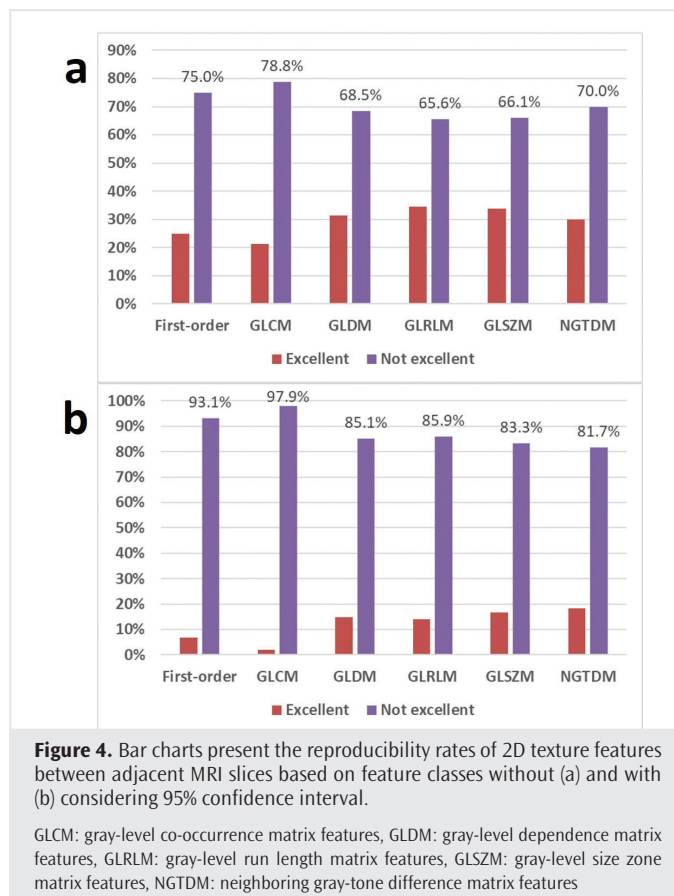 a
90%
80%
70%
60%
50%
40%
30%
20%
10%
0%
75.0%
78.8%
68.5%
65.6%
66.1%
70.0%
First-order GLCM GLDM GLRLM GLSZM NGTDM
Excellent Not excellent
b
100%
90%
80%
70%
60%
50%
40%
30%
20%
10%
0%
93.1%
97.9%
85.1%
85.9%
83.3%
81.7%
First-order GLCM GLDM GLRLM GLSZM NGTDM
Excellent Not excellent
Figure 4. Bar charts present the reproducibility rates of 2D texture features
between adjacent MRI slices based on feature classes without (a) and with
(b) considering 95% confidence interval.
GLCM: gray-level co-occurrence matrix features, GLDM: gray-level dependence matrix
features, GLRLM: gray-level run length matrix features, GLSZM: gray-level size zone
matrix features, NGTDM: neighboring gray-tone difference matrix features